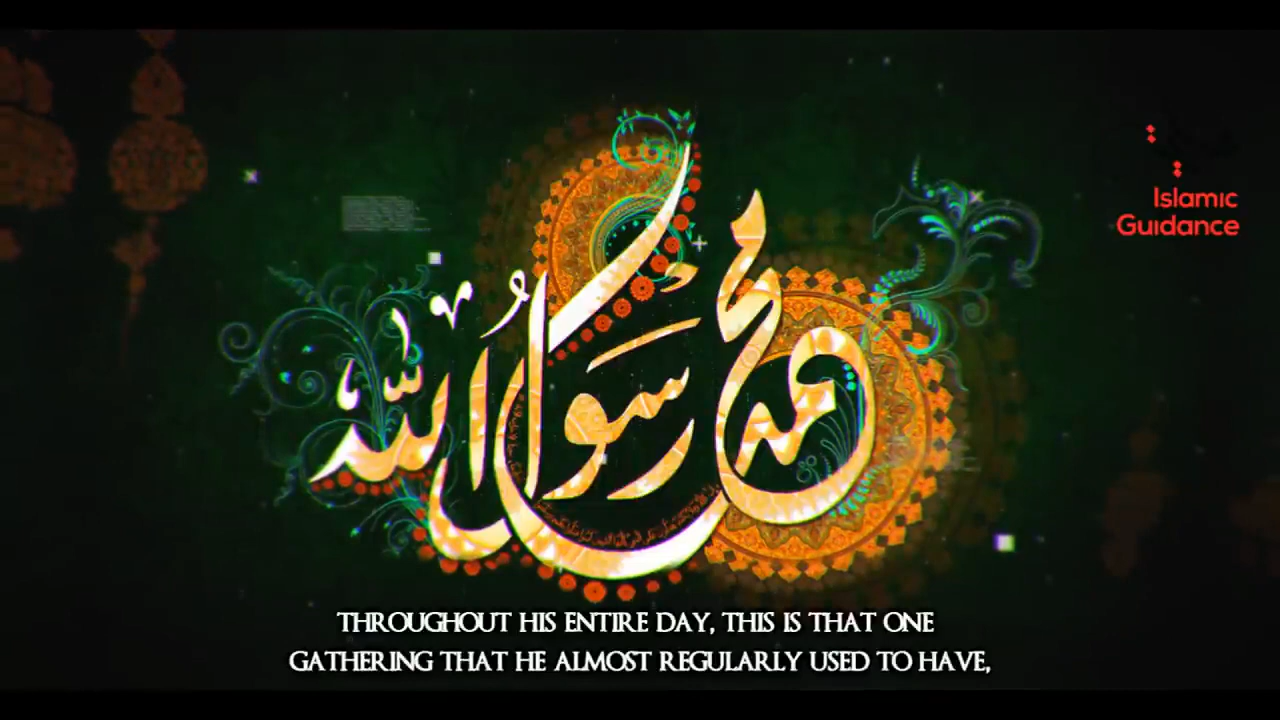 محمد رسول الله
Islamic
Guidance
THROUGHOUT HIS ENTIRE DAY, THIS IS THAT ONE
GATHERING THAT HE ALMOST REGULARLY USED TO HAVE,